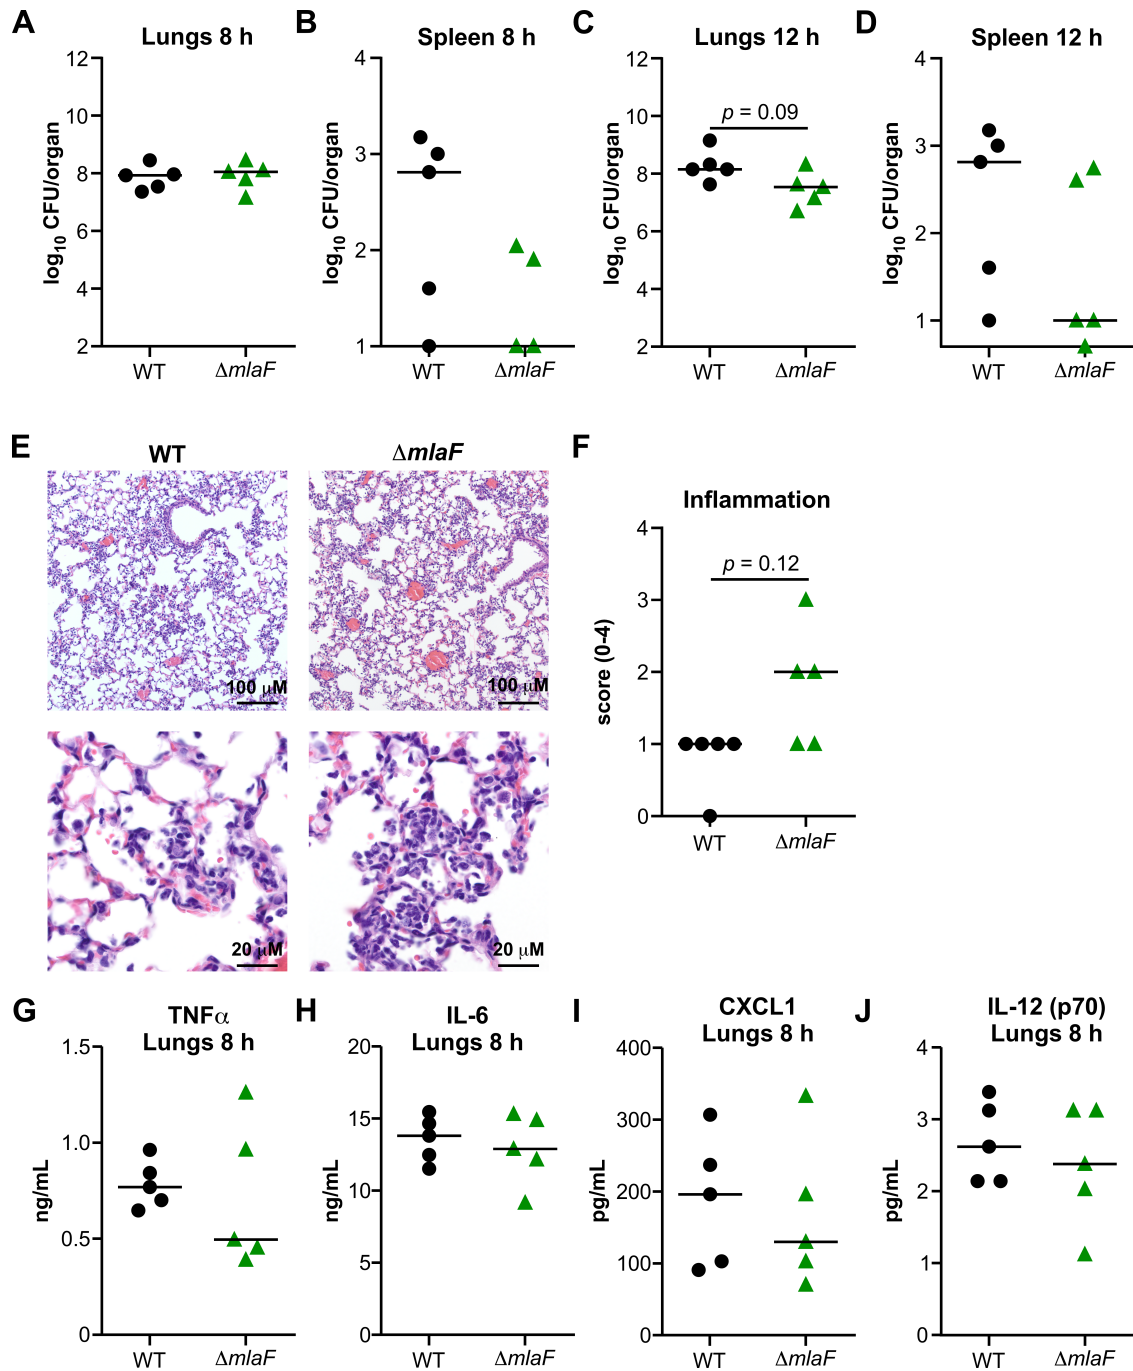 A
Lungs 8 h
log10 CFU/organ
12
10
8
6
4
2
WT
ΔmlaF
B
Spleen 8 h
log10 CFU/organ
4
3
2
1
WT
ΔmlaF
C
Lungs 12 h
log10 CFU/organ
12
10
8
6
4
2
p = 0.09
WT
ΔmlaF
D
Spleen 12 h
log10 CFU/organ
4
3
2
1
WT
ΔmlaF
E
WT
ΔmlaF
100 μM
100 μM
20 μM
20 μM
F
Inflammation
score (0-4)
4
3
2
1
0
p = 0.12
WT
ΔmlaF
G
TNFα
Lungs 8 h
ng/mL
1.5
1.0
0.5
0
WT
ΔmlaF
H
IL-6
Lungs 8 h
ng/mL
20
15
10
5
0
WT
ΔmlaF
I
CXCL1
Lungs 8 h
pg/mL
400
300
200
100
0
WT
ΔmlaF
J
IL-12 (p70)
Lungs 8 h
pg/mL
4
3
2
1
0
WT
ΔmlaF